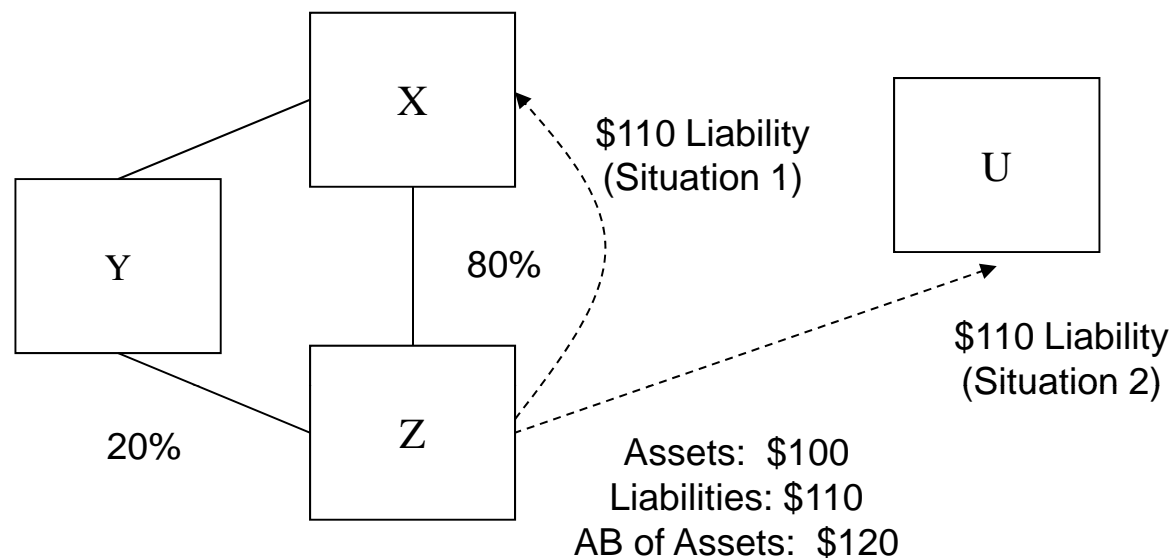 X
$110 Liability
(Situation 1)
U
Y
80%
$110 Liability
(Situation 2)
20%
Z
Assets:  $100
Liabilities: $110
AB of Assets:  $120